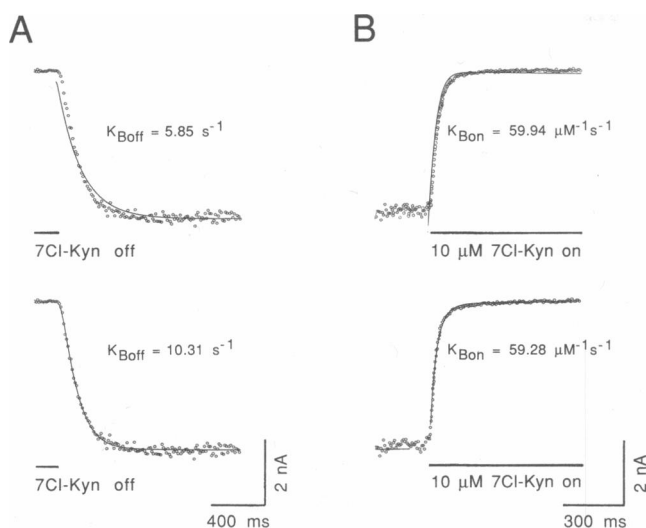 A
B
K_Boff = 5.85 s⁻¹
K_Bon = 59.94 μM⁻¹s⁻¹
7Cl-Kyn off
10 μM 7Cl-Kyn on
K_Boff = 10.31 s⁻¹
K_Bon = 59.28 μM⁻¹s⁻¹
7Cl-Kyn off
10 μM 7Cl-Kyn on
2 nA
2 nA
400 ms
300 ms